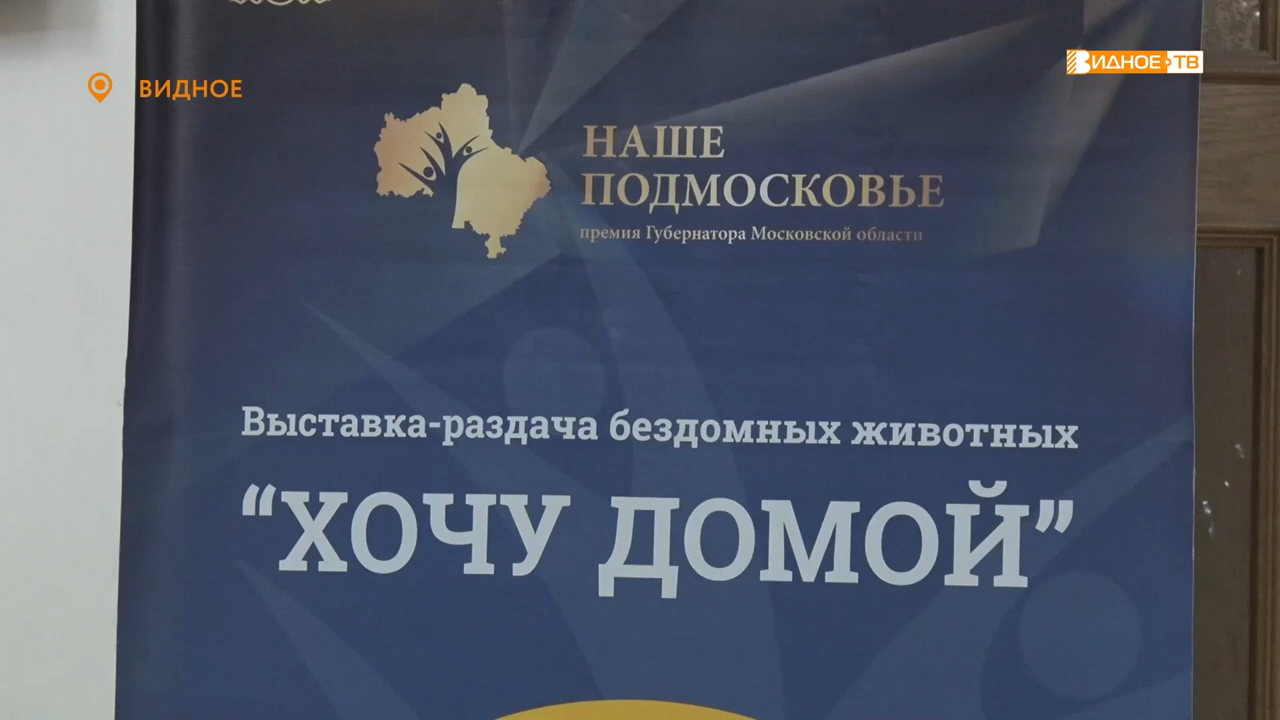 ВИДНОЕ
ВИДНОЕ ТВ
НАШЕ
ПОДМОСКОВЬЕ
премия Губернатора Московской области
Выставка-раздача бездомных животных
“ХОЧУ ДОМОЙ”